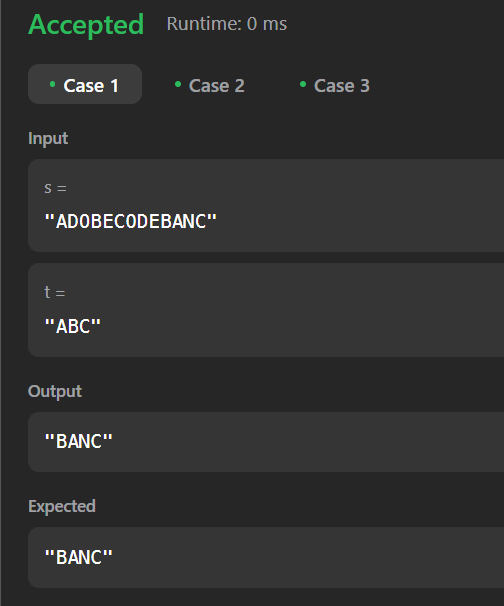 Accepted Runtime: 0 ms
Case 1 Case 2 Case 3
Input
s =
"ADOBECODEBANC"
t =
"ABC"
Output
"BANC"
Expected
"BANC"